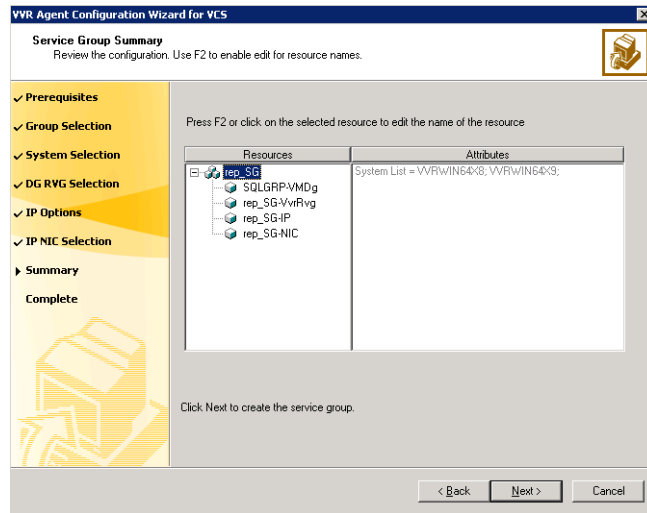 VVR Agent Configuration Wizard for VCS
Service Group Summary
Review the configuration. Use F2 to enable edit for resource names.
Prerequisites
Group Selection
System Selection
DG RVG Selection
IP Options
IP NIC Selection
Summary
Complete
Press F2 or click on the selected resource to edit the name of the resource
Resources
Attributes
rep_SG
System List = VVRWIN64X8; VVRWIN64X9;
SQLGRP-VMDg
rep_SG-VvrRvg
rep_SG-IP
rep_SG-NIC
Click Next to create the service group.
< Back
Next >
Cancel